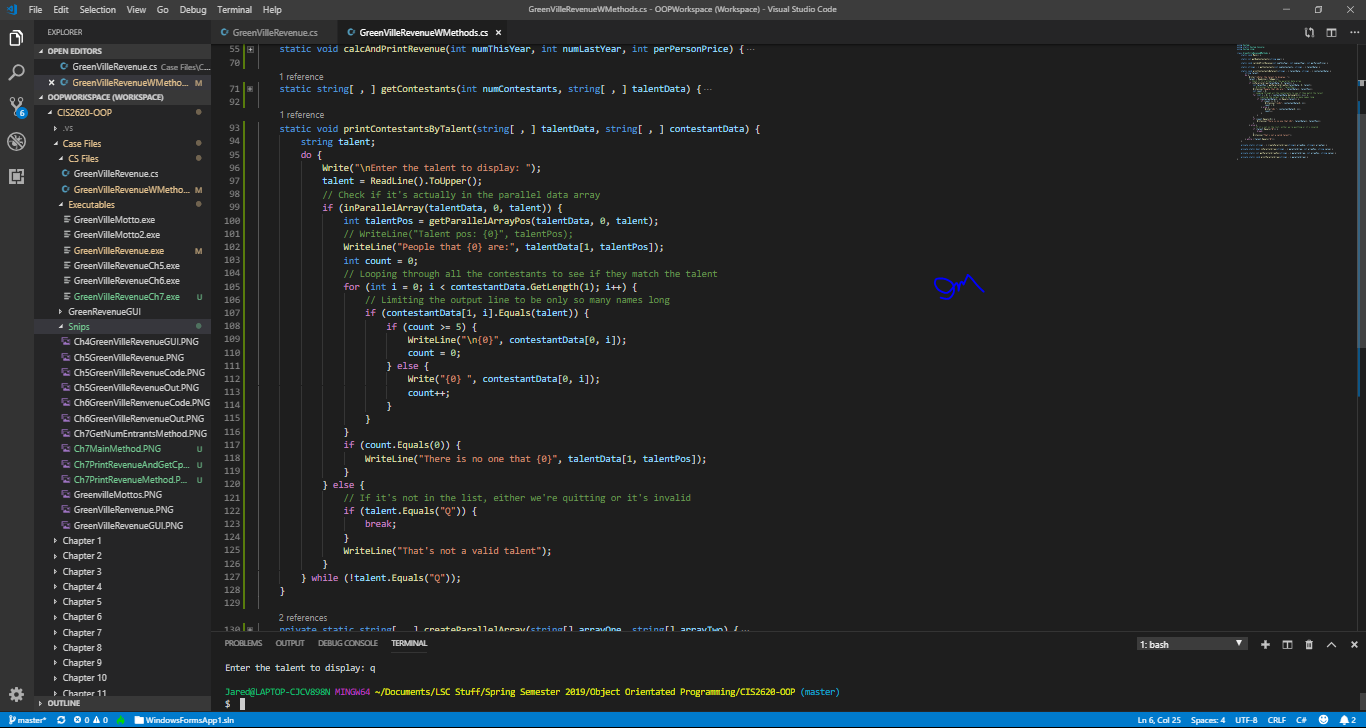 File Edit Selection View Go Debug Terminal Help
GreenVilleRevenueWMethods.cs - OOPWorkspace (Workspace) - Visual Studio Code
EXPLORER
OPEN EDITORS
GreenVilleRevenue.cs Case Files\C...
GreenVilleRevenueWMetho... M
OOPWORKSPACE (WORKSPACE)
CIS2620-OOP
.vs
Case Files
CS Files
GreenVilleRevenue.cs
GreenVilleRevenueWMetho... M
Executables
GreenVilleMotto.exe
GreenVilleMotto2.exe
GreenVilleRevenue.exe M
GreenVilleRevenueCh5.exe
GreenVilleRevenueCh6.exe
GreenVilleRevenueCh7.exe U
GreenRevenueGUI
Snips
Ch4GreenVilleRevenueGUI.PNG
Ch5GreenVilleRevenue.PNG
Ch5GreenVilleRevenueCode.PNG
Ch5GreenVilleRevenueOut.PNG
Ch6GreenVilleRenvenueCode.PNG
Ch6GreenVilleRenvenueOut.PNG
Ch7GetNumEntrantsMethod.PNG
Ch7MainMethod.PNG U
Ch7PrintRevenueAndGetCp... U
Ch7PrintRevenueMethod.P... U
GreenvilleMottos.PNG
GreenVilleRenvenue.PNG
GreenVilleRevenueGUI.PNG
Chapter 1
Chapter 2
Chapter 3
Chapter 4
Chapter 5
Chapter 6
Chapter 7
Chapter 8
Chapter 9
Chapter 10
Chapter 11
OUTLINE
6
GreenVilleRevenue.cs
GreenVilleRevenueWMethods.cs
55 static void calcAndPrintRevenue(int numThisYear, int numLastYear, int perPersonPrice) {...
70
1 reference
71 static string[ , ] getContestants(int numContestants, string[ , ] talentData) {...
92
1 reference
93 static void printContestantsByTalent(string[ , ] talentData, string[ , ] contestantData) {
94 string talent;
95 do {
96 Write("\nEnter the talent to display: ");
97 talent = ReadLine().ToUpper();
98 // Check if it's actually in the parallel data array
99 if (inParallelArray(talentData, 0, talent)) {
100 int talentPos = getParallelArrayPos(talentData, 0, talent);
101 // WriteLine("Talent pos: {0}", talentPos);
102 WriteLine("People that {0} are:", talentData[1, talentPos]);
103 int count = 0;
104 // Looping through all the contestants to see if they match the talent
105 for (int i = 0; i < contestantData.GetLength(1); i++) {
106 // Limiting the output line to be only so many names long
107 if (contestantData[1, i].Equals(talent)) {
108 if (count >= 5) {
109 WriteLine("\n{0}", contestantData[0, i]);
110 count = 0;
111 } else {
112 Write("{0} ", contestantData[0, i]);
113 count++;
114 }
115 }
116 }
117 if (count.Equals(0)) {
118 WriteLine("There is no one that {0}", talentData[1, talentPos]);
119 }
120 } else {
121 // If it's not in the list, either we're quitting or it's invalid
122 if (talent.Equals("Q")) {
123 break;
124 }
125 WriteLine("That's not a valid talent");
126 }
127 } while (!talent.Equals("Q"));
128 }
129
2 references
130 private static string[ , ] createParallelArray(string[] arrayOne, string[] arrayTwo) {...
PROBLEMS OUTPUT DEBUG CONSOLE TERMINAL
1: bash
Enter the talent to display: q
Jared@LAPTOP-CJCV898N MINGW64 ~/Documents/LSC Stuff/Spring Semester 2019/Object Orientated Programming/CIS2620-OOP (master)
$
master* 0 0 WindowsFormsApp1.sln
Ln 6, Col 25 Spaces: 4 UTF-8 CRLF C# 2